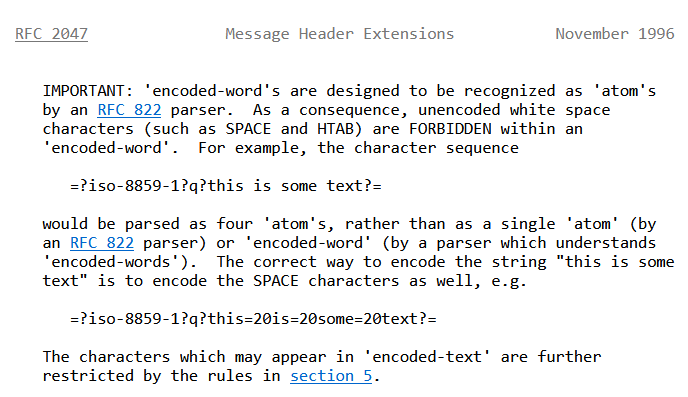 RFC 2047 Message Header Extensions November 1996
IMPORTANT: 'encoded-word's are designed to be recognized as 'atom's
by an RFC 822 parser.  As a consequence, unencoded white space
characters (such as SPACE and HTAB) are FORBIDDEN within an
'encoded-word'.  For example, the character sequence
=?iso-8859-1?q?this is some text?=
would be parsed as four 'atom's, rather than as a single 'atom' (by
an RFC 822 parser) or 'encoded-word' (by a parser which understands
'encoded-words').  The correct way to encode the string "this is some
text" is to encode the SPACE characters as well, e.g.
=?iso-8859-1?q?this=20is=20some=20text?=
The characters which may appear in 'encoded-text' are further
restricted by the rules in section 5.